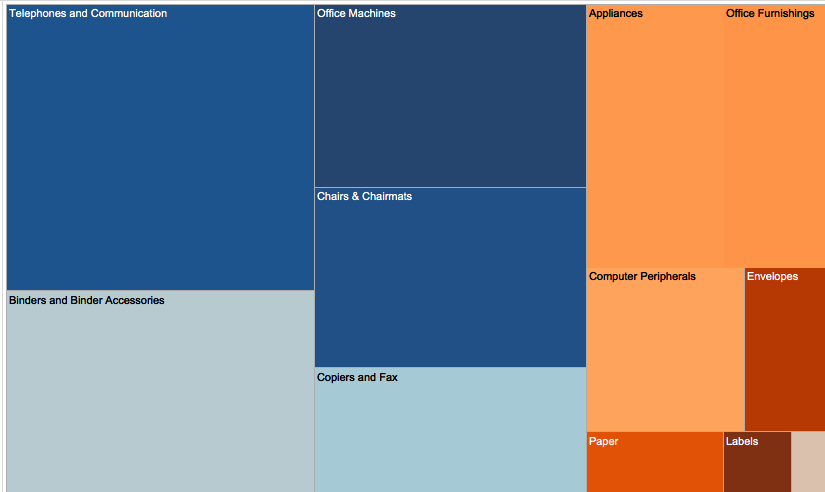 Telephones and Communication
Office Machines
Appliances
Office Furnishings
Chairs & Chairmats
Computer Peripherals
Envelopes
Binders and Binder Accessories
Copiers and Fax
Paper
Labels